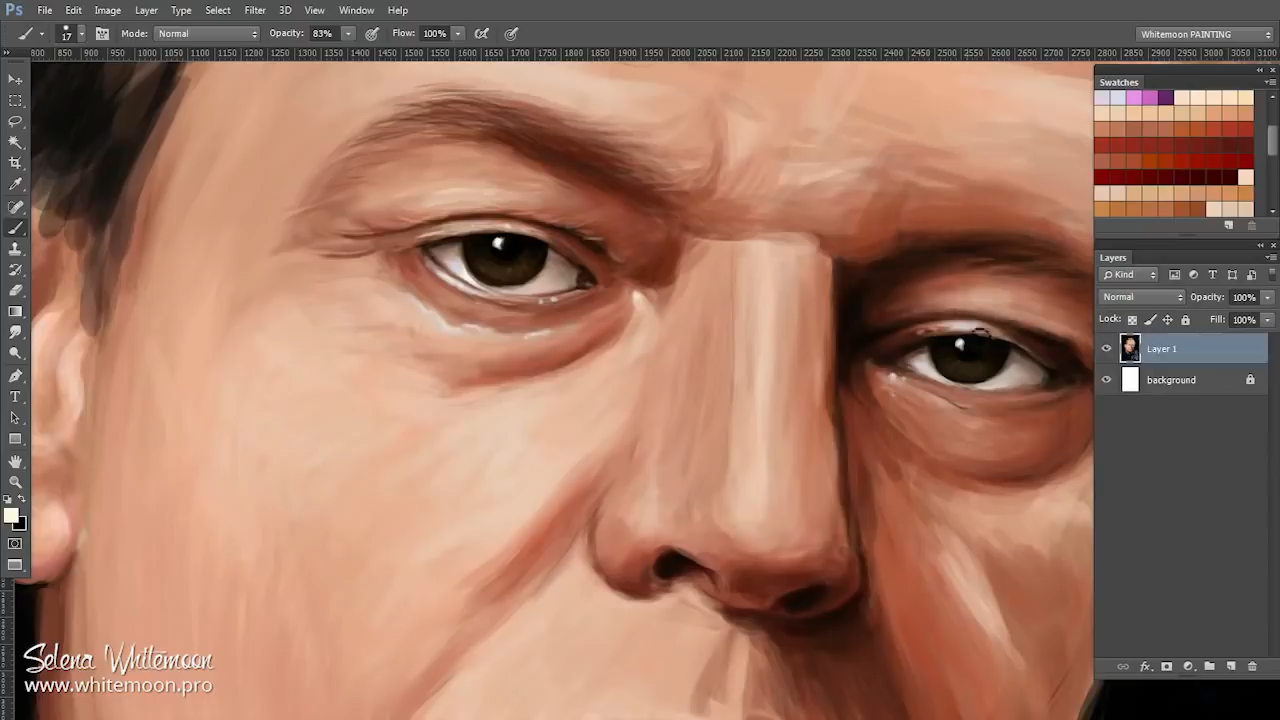 Ps File Edit Image Layer Type Select Filter 3D View Window Help
17 Mode: Normal Opacity: 83% Flow: 100% Whitemoon PAINTING
800 850 900 950 1000 1050 1100 1150 1200 1250 1300 1350 1400 1450 1500 1550 1600 1650 1700 1750 1800 1850 1900 1950 2000 2050 2100 2150 2200 2250 2300 2350 2400 2450 2500 2550 2600 2650 2700 2750 2800 2850 2900 2950 3000 3050 3100
Swatches
Layers
Kind
Normal Opacity: 100%
Lock: Fill: 100%
Layer 1
background
Selena Whitemoon
www.whitemoon.pro